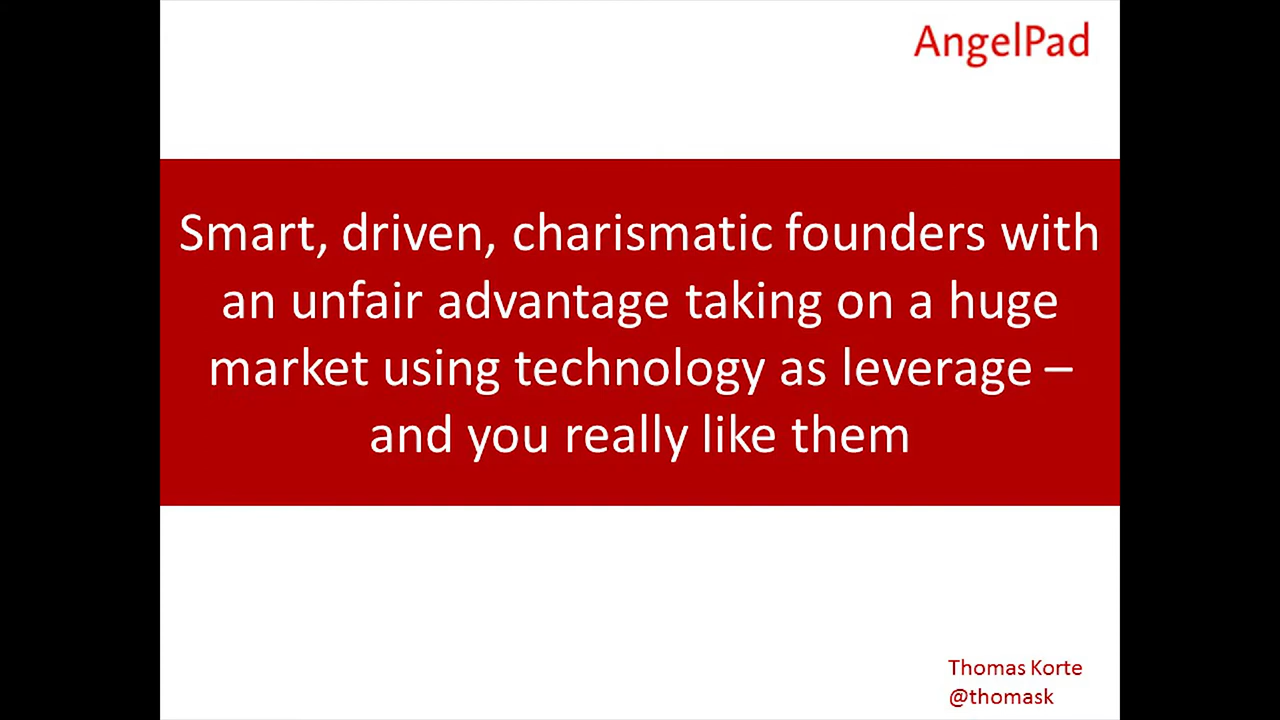 AngelPad
Smart, driven, charismatic founders with
an unfair advantage taking on a huge
market using technology as leverage –
and you really like them
Thomas Korte
@thomask